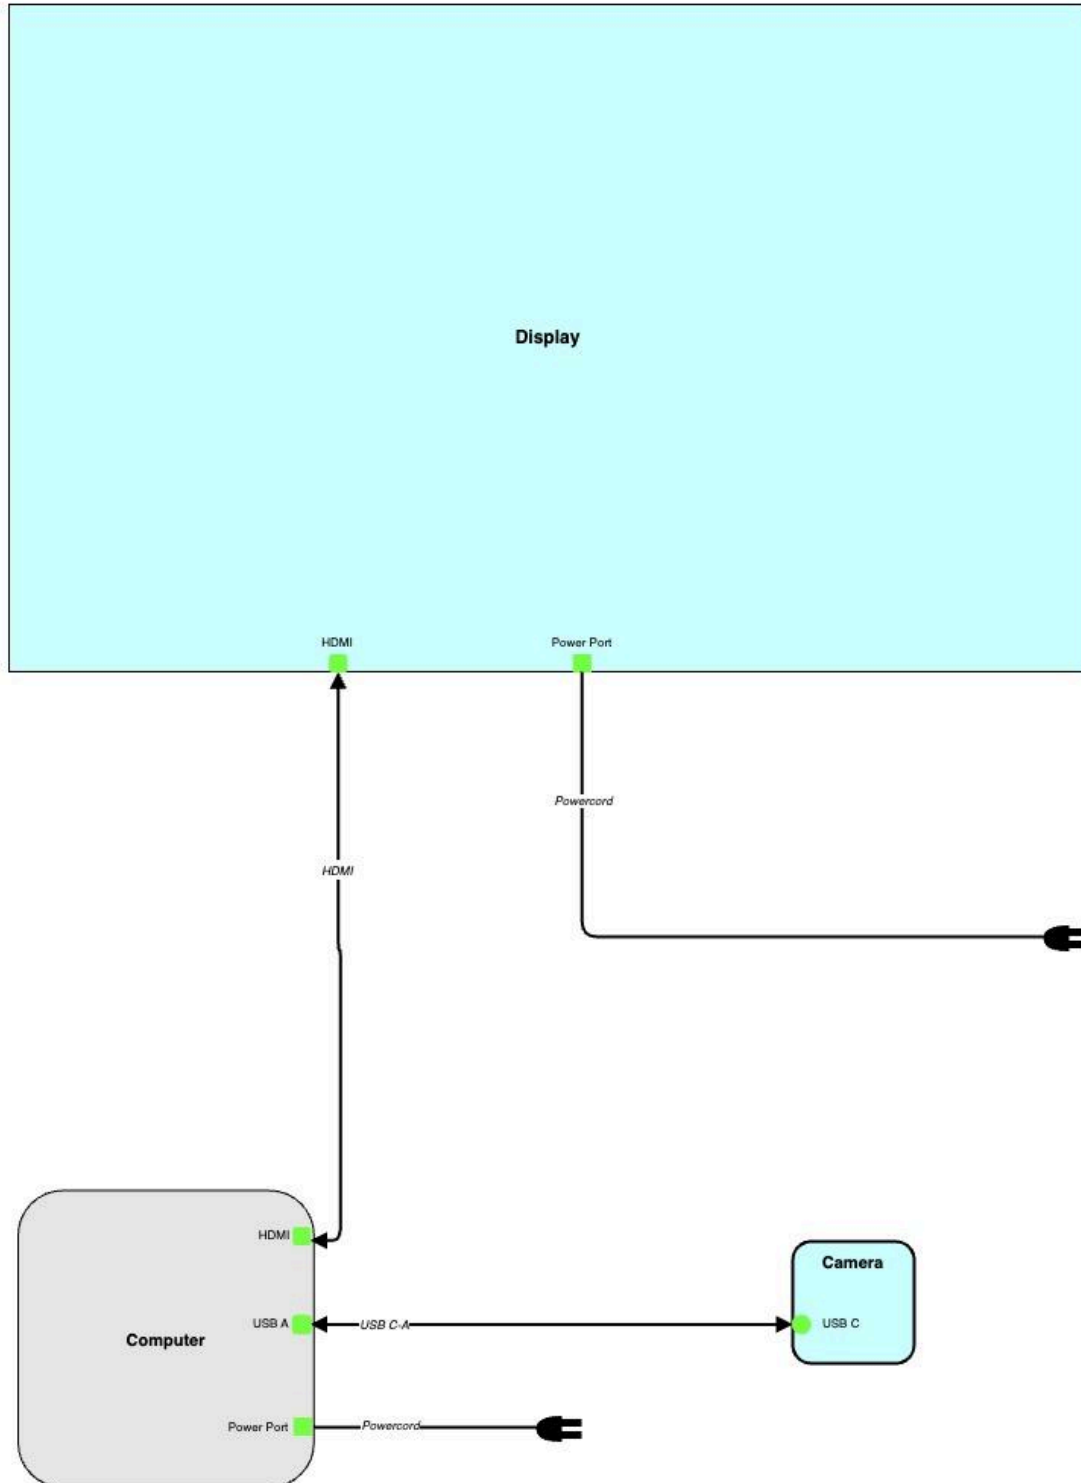 Display
HDMI
Power Port
Powercord
HDMI
HDMI
Camera
USB A
USB C-A
USB C
Computer
Power Port
Powercord